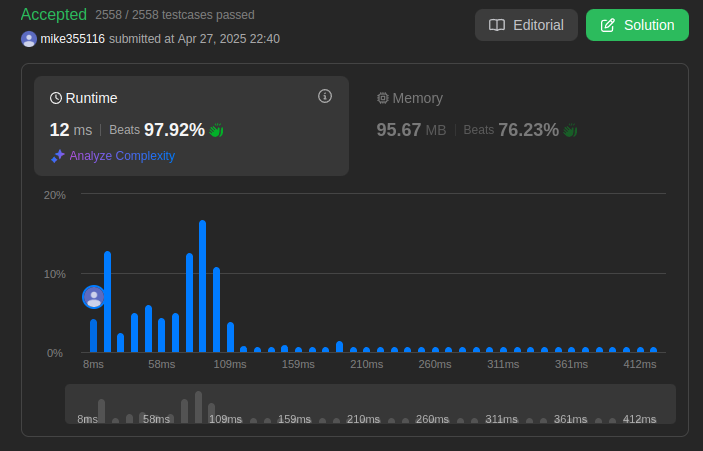 Accepted 2558 / 2558 testcases passed
mike355116 submitted at Apr 27, 2025 22:40
Editorial
Solution
Runtime
12 ms | Beats 97.92%
Analyze Complexity
Memory
95.67 MB | Beats 76.23%
20%
10%
0%
8ms 58ms 109ms 159ms 210ms 260ms 311ms 361ms 412ms
8ms 58ms 109ms 159ms 210ms 260ms 311ms 361ms 412ms